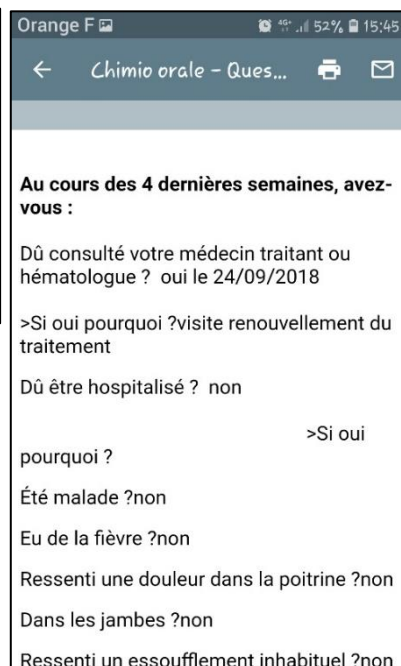 Orange F 4G+ 52% 15:45
Chimio orale - Ques...
Au cours des 4 dernières semaines, avez-
vous :
Dû consulté votre médecin traitant ou
hématologue ? oui le 24/09/2018
>Si oui pourquoi ?visite renouvellement du
traitement
Dû être hospitalisé ? non
>Si oui
pourquoi ?
Été malade ?non
Eu de la fièvre ?non
Ressenti une douleur dans la poitrine ?non
Dans les jambes ?non
Ressenti un essoufflement inhabituel ?non